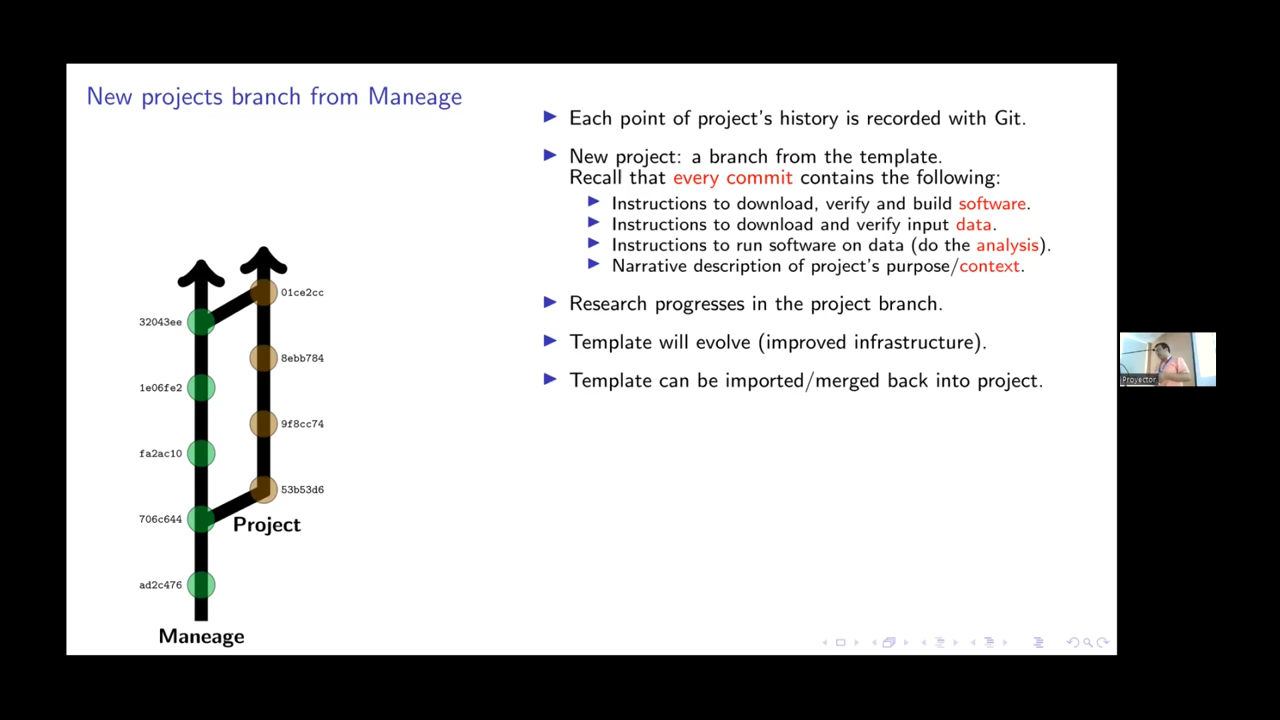 New projects branch from Maneage
Each point of project's history is recorded with Git.
New project: a branch from the template.
Recall that every commit contains the following:
Instructions to download, verify and build software.
Instructions to download and verify input data.
Instructions to run software on data (do the analysis).
Narrative description of project's purpose/context.
Research progresses in the project branch.
Template will evolve (improved infrastructure).
Template can be imported/merged back into project.
01ce2cc
32043ee
8ebb784
1e06fe2
9f8cc74
fa2ac10
53b53d6
706c644
Project
ad2c476
Maneage
Proyector